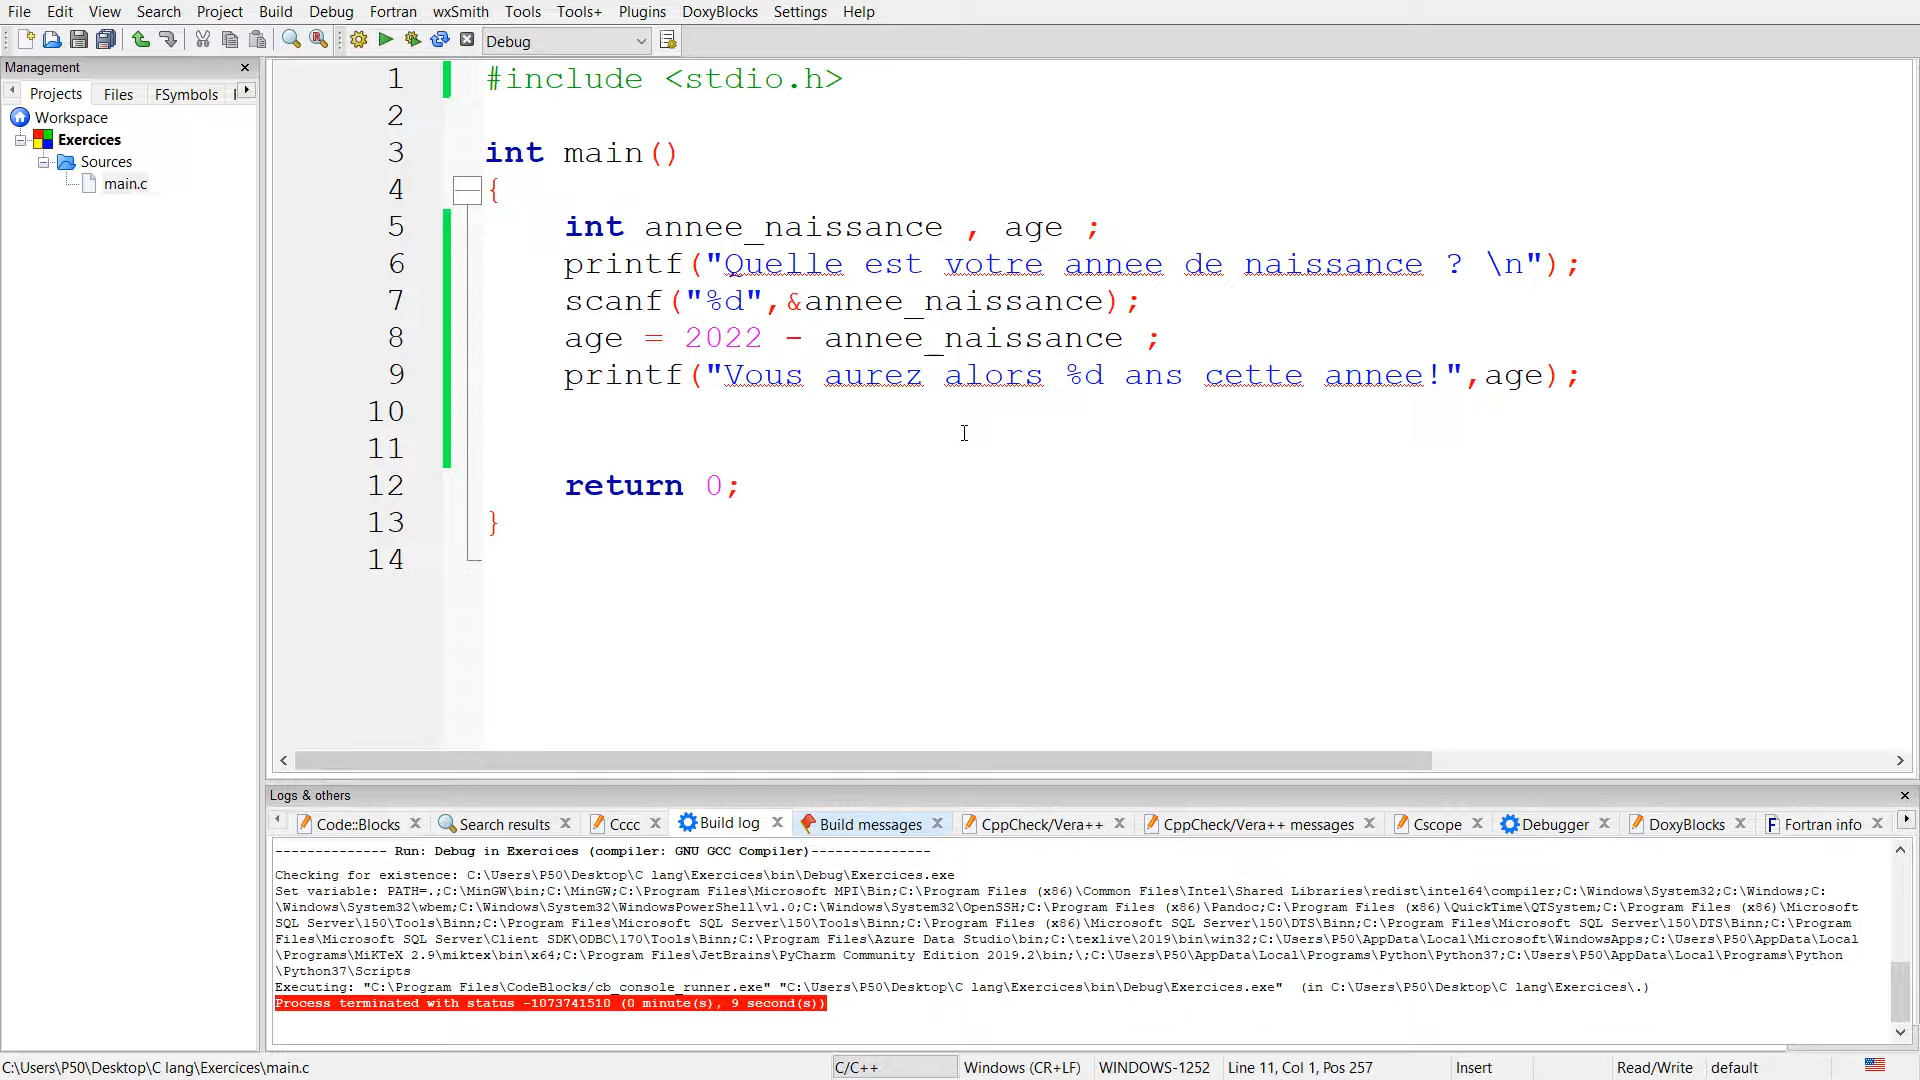 File Edit View Search Project Build Debug Fortran wxSmith Tools Tools+ Plugins DoxyBlocks Settings Help
Debug
Management
Projects Files FSymbols
Workspace
Exercices
Sources
main.c
1 #include <stdio.h>
2
3 int main()
4 {
5 int annee_naissance , age ;
6 printf("Quelle est votre annee de naissance ? \n");
7 scanf("%d",&annee_naissance);
8 age = 2022 - annee_naissance ;
9 printf("Vous aurez alors %d ans cette annee!",age);
10
11
12 return 0;
13 }
14
Logs & others
Code::Blocks Search results Cccc Build log Build messages CppCheck/Vera++ CppCheck/Vera++ messages Cscope Debugger DoxyBlocks Fortran info
-------------- Run: Debug in Exercices (compiler: GNU GCC Compiler)---------------
Checking for existence: C:\Users\P50\Desktop\C lang\Exercices\bin\Debug\Exercices.exe
Set variable: PATH=.;C:\MinGW\bin;C:\MinGW;C:\Program Files\Microsoft MPI\Bin;C:\Program Files (x86)\Common Files\Intel\Shared Libraries\redist\intel64\compiler;C:\Windows\System32;C:\Windows;C:
\Windows\System32\wbem;C:\Windows\System32\WindowsPowerShell\v1.0;C:\Windows\System32\OpenSSH;C:\Program Files (x86)\Pandoc;C:\Program Files (x86)\QuickTime\QTSystem;C:\Program Files (x86)\Microsoft
SQL Server\150\Tools\Binn;C:\Program Files\Microsoft SQL Server\150\Tools\Binn;C:\Program Files (x86)\Microsoft SQL Server\150\DTS\Binn;C:\Program Files\Microsoft SQL Server\150\DTS\Binn;C:\Program
Files\Microsoft SQL Server\Client SDK\ODBC\170\Tools\Binn;C:\Program Files\Azure Data Studio\bin;C:\texlive\2019\bin\win32;C:\Users\P50\AppData\Local\Microsoft\WindowsApps;C:\Users\P50\AppData\Local
\Programs\MiKTeX 2.9\miktex\bin\x64;C:\Program Files\JetBrains\PyCharm Community Edition 2019.2\bin;\;C:\Users\P50\AppData\Local\Programs\Python\Python37;C:\Users\P50\AppData\Local\Programs\Python
\Python37\Scripts
Executing: "C:\Program Files\CodeBlocks/cb_console_runner.exe" "C:\Users\P50\Desktop\C lang\Exercices\bin\Debug\Exercices.exe"  (in C:\Users\P50\Desktop\C lang\Exercices\.)
Process terminated with status -1073741510 (0 minute(s), 9 second(s))
C:\Users\P50\Desktop\C lang\Exercices\main.c C/C++ Windows (CR+LF) WINDOWS-1252 Line 11, Col 1, Pos 257 Insert Read/Write default